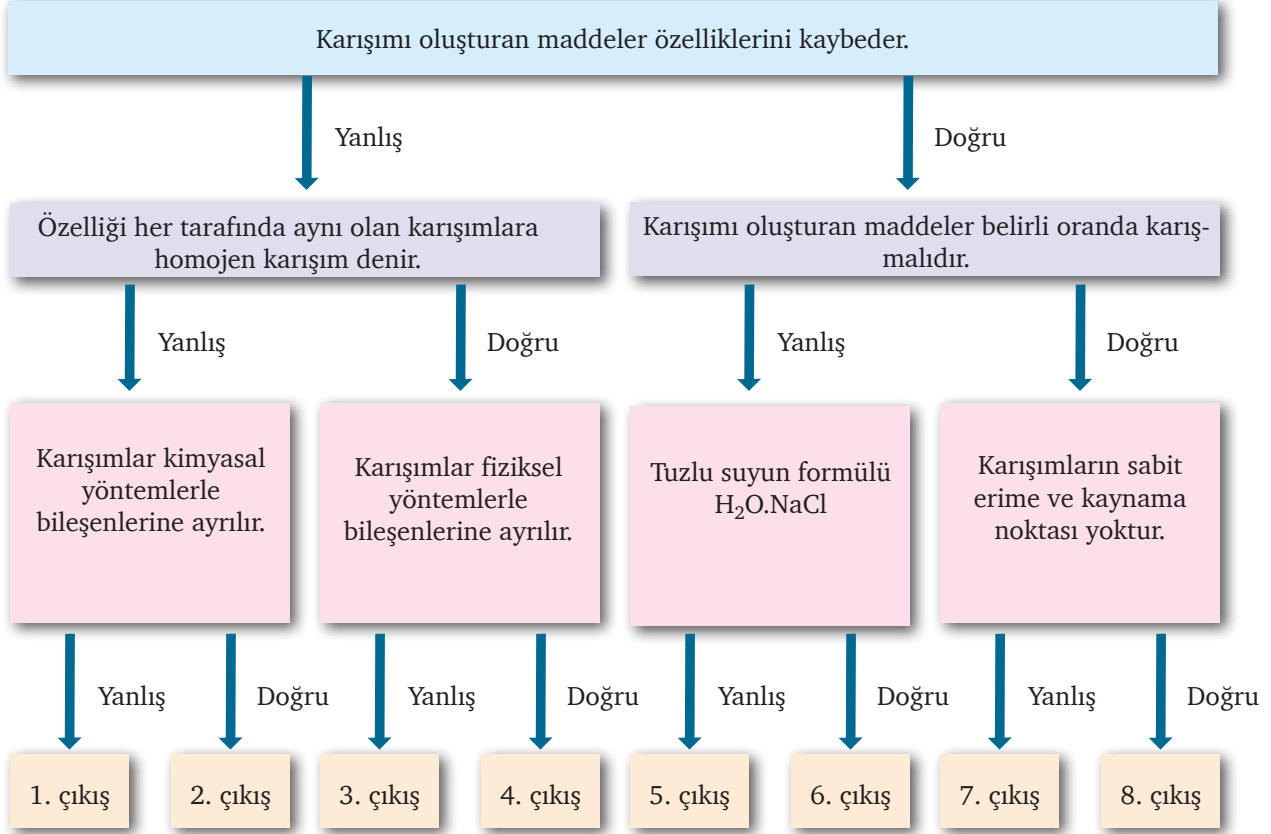 Karışımı oluşturan maddeler özelliklerini kaybeder.
Yanlış
Doğru
Özelliği her tarafında aynı olan karışımlara
homojen karışım denir.
Karışımı oluşturan maddeler belirli oranda karış-
malıdır.
Yanlış
Doğru
Yanlış
Doğru
Karışımlar kimyasal
yöntemlerle
bileşenlerine ayrılır.
Karışımlar fiziksel
yöntemlerle
bileşenlerine ayrılır.
Tuzlu suyun formülü
H₂O.NaCl
Karışımların sabit
erime ve kaynama
noktası yoktur.
Yanlış
Doğru
Yanlış
Doğru
Yanlış
Doğru
Yanlış
Doğru
1. çıkış
2. çıkış
3. çıkış
4. çıkış
5. çıkış
6. çıkış
7. çıkış
8. çıkış